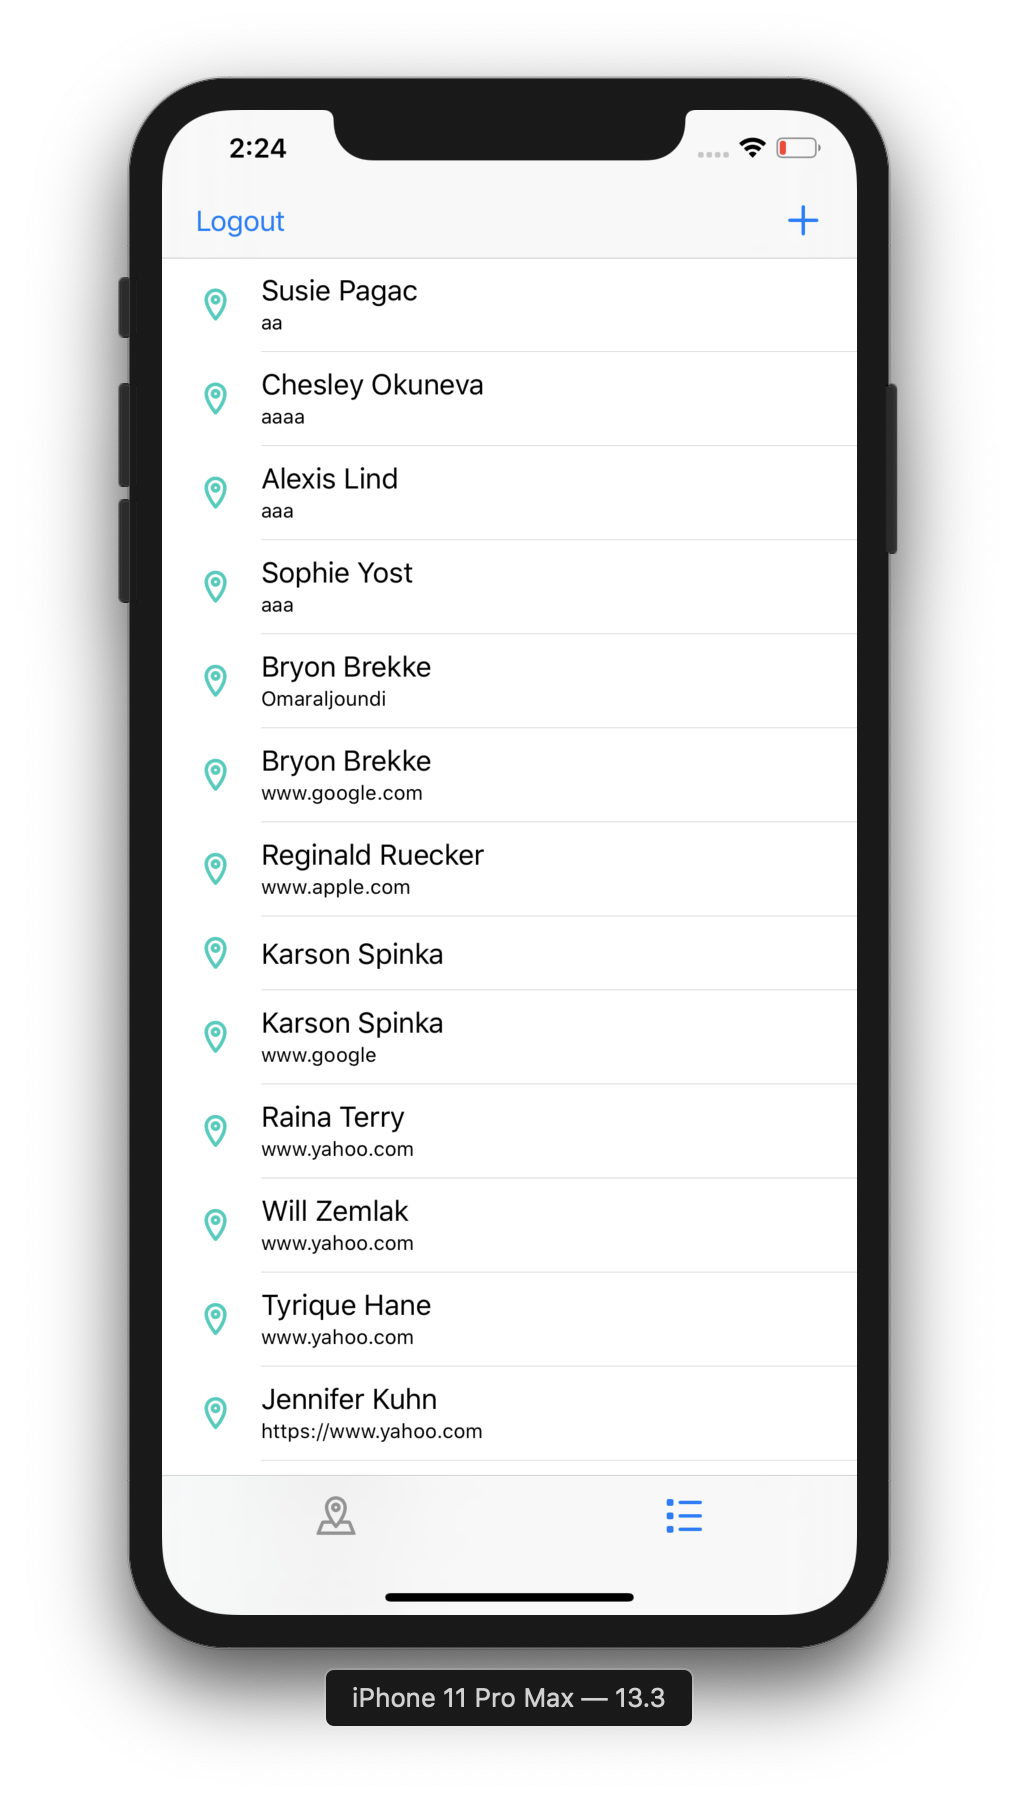 2:24
Logout
Susie Pagac
aa
Chesley Okuneva
aaaa
Alexis Lind
aaa
Sophie Yost
aaa
Bryon Brekke
Omaraljoundi
Bryon Brekke
www.google.com
Reginald Ruecker
www.apple.com
Karson Spinka
Karson Spinka
www.google
Raina Terry
www.yahoo.com
Will Zemlak
www.yahoo.com
Tyrique Hane
www.yahoo.com
Jennifer Kuhn
https://www.yahoo.com
iPhone 11 Pro Max — 13.3